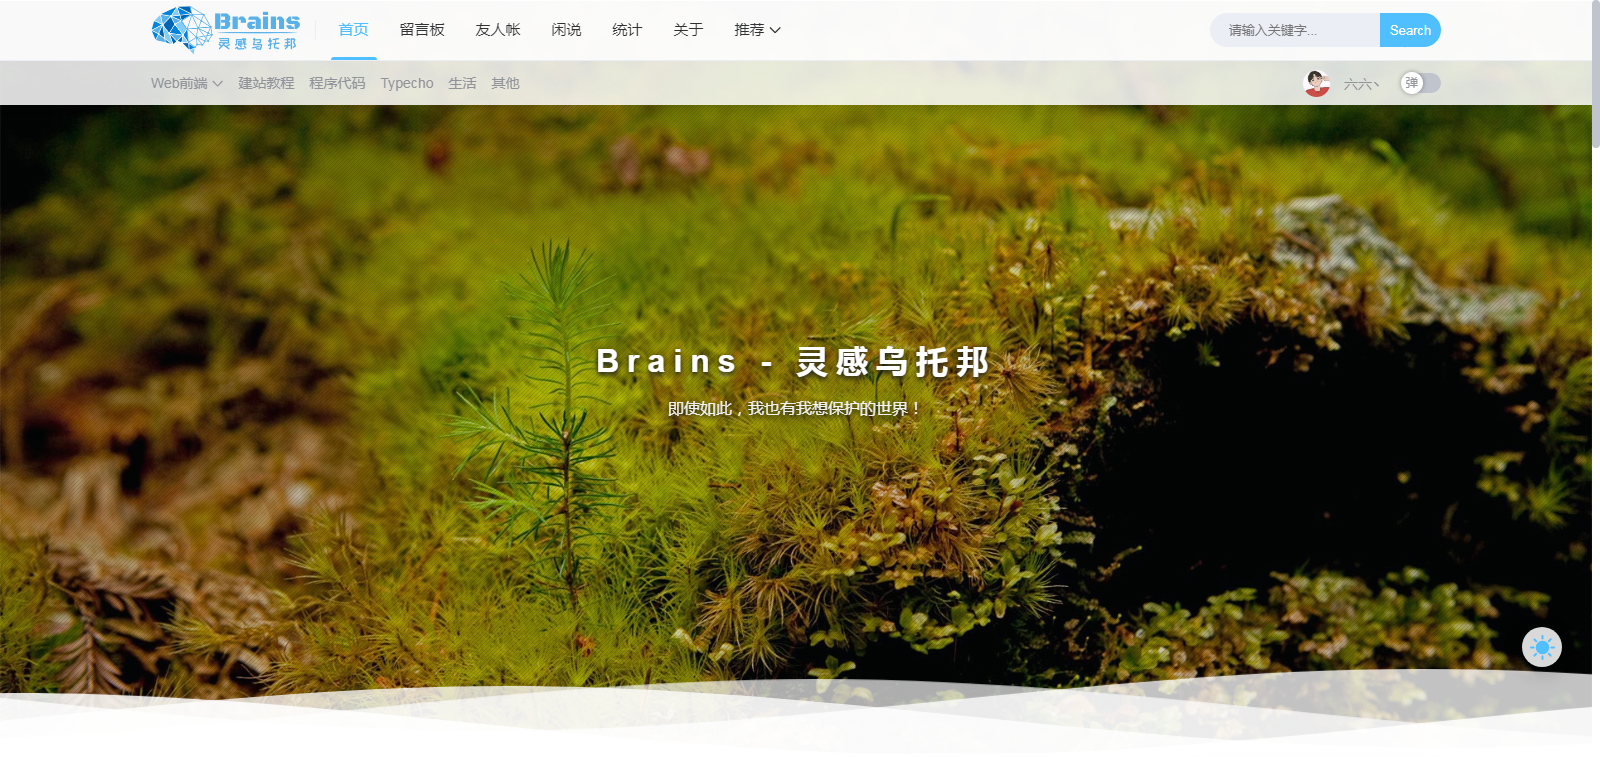 Brains
灵感乌托邦
首页 留言板 友人帐 闲说 统计 关于 推荐
请输入关键字... Search
Web前端 建站教程 程序代码 Typecho 生活 其他
六六丶 弹
Brains - 灵感乌托邦
即使如此，我也有我想保护的世界！